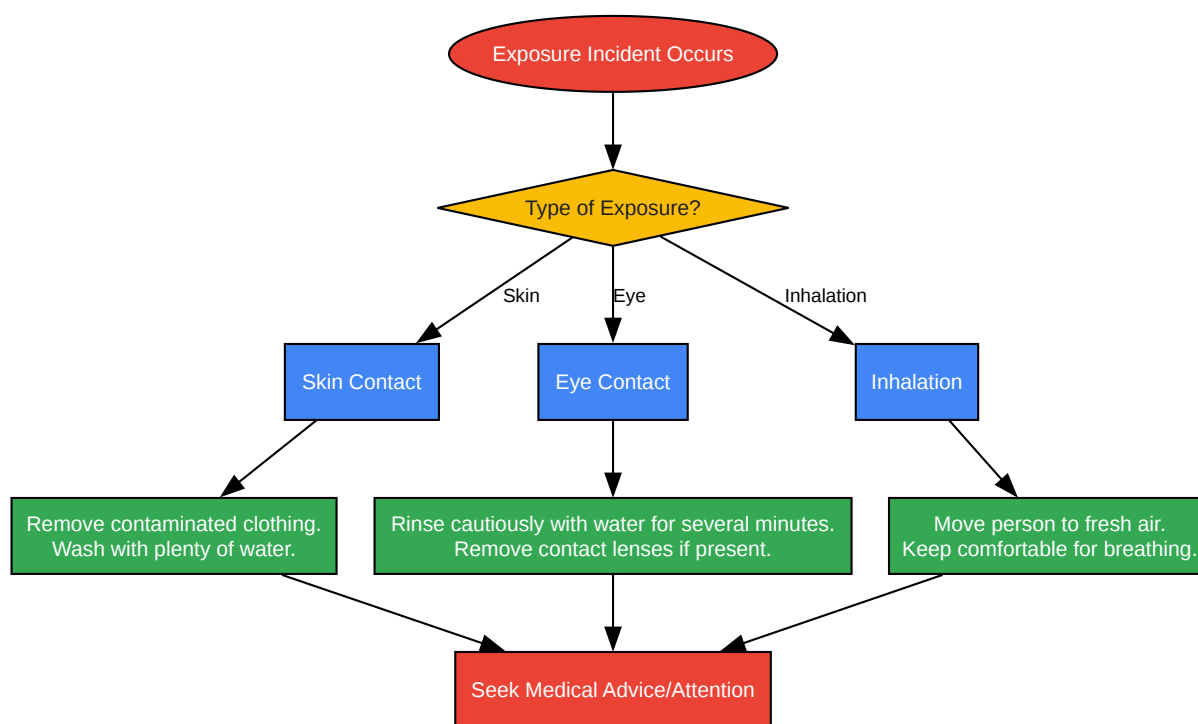 Exposure Incident Occurs
Type of Exposure?
Skin
Eye
Inhalation
Skin Contact
Eye Contact
Inhalation
Remove contaminated clothing.
Wash with plenty of water.
Rinse cautiously with water for several minutes.
Remove contact lenses if present.
Move person to fresh air.
Keep comfortable for breathing.
Seek Medical Advice/Attention